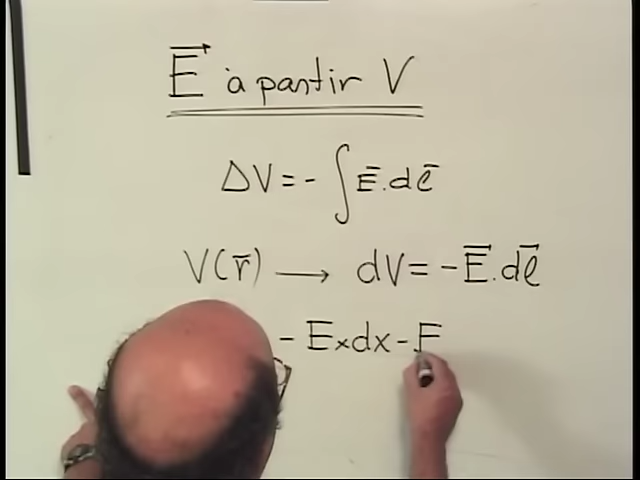 E⃗ à partir V
ΔV = - ∫ E̅ . dℓ̅
V(r̅) → dV = - E⃗ . dℓ⃗
- Exdx - E